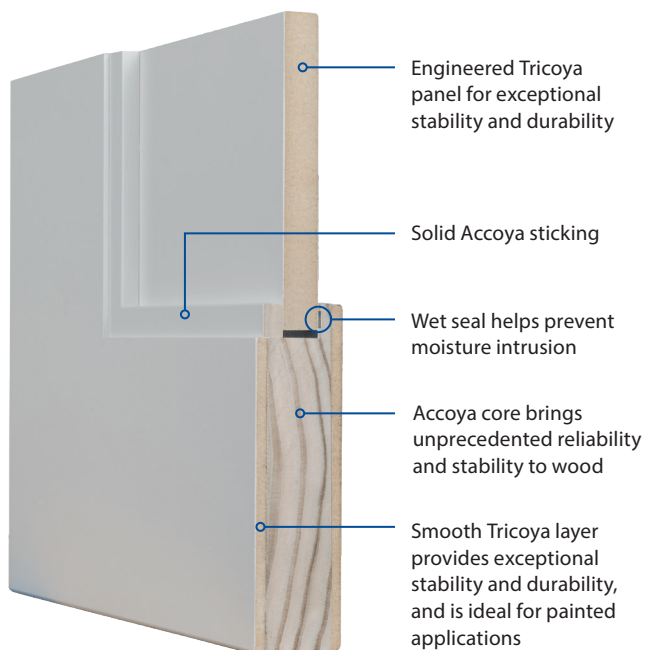 Engineered Tricoya
panel for exceptional
stability and durability
Solid Accoya sticking
Wet seal helps prevent
moisture intrusion
Accoya core brings
unprecedented reliability
and stability to wood
Smooth Tricoya layer
provides exceptional
stability and durability,
and is ideal for painted
applications